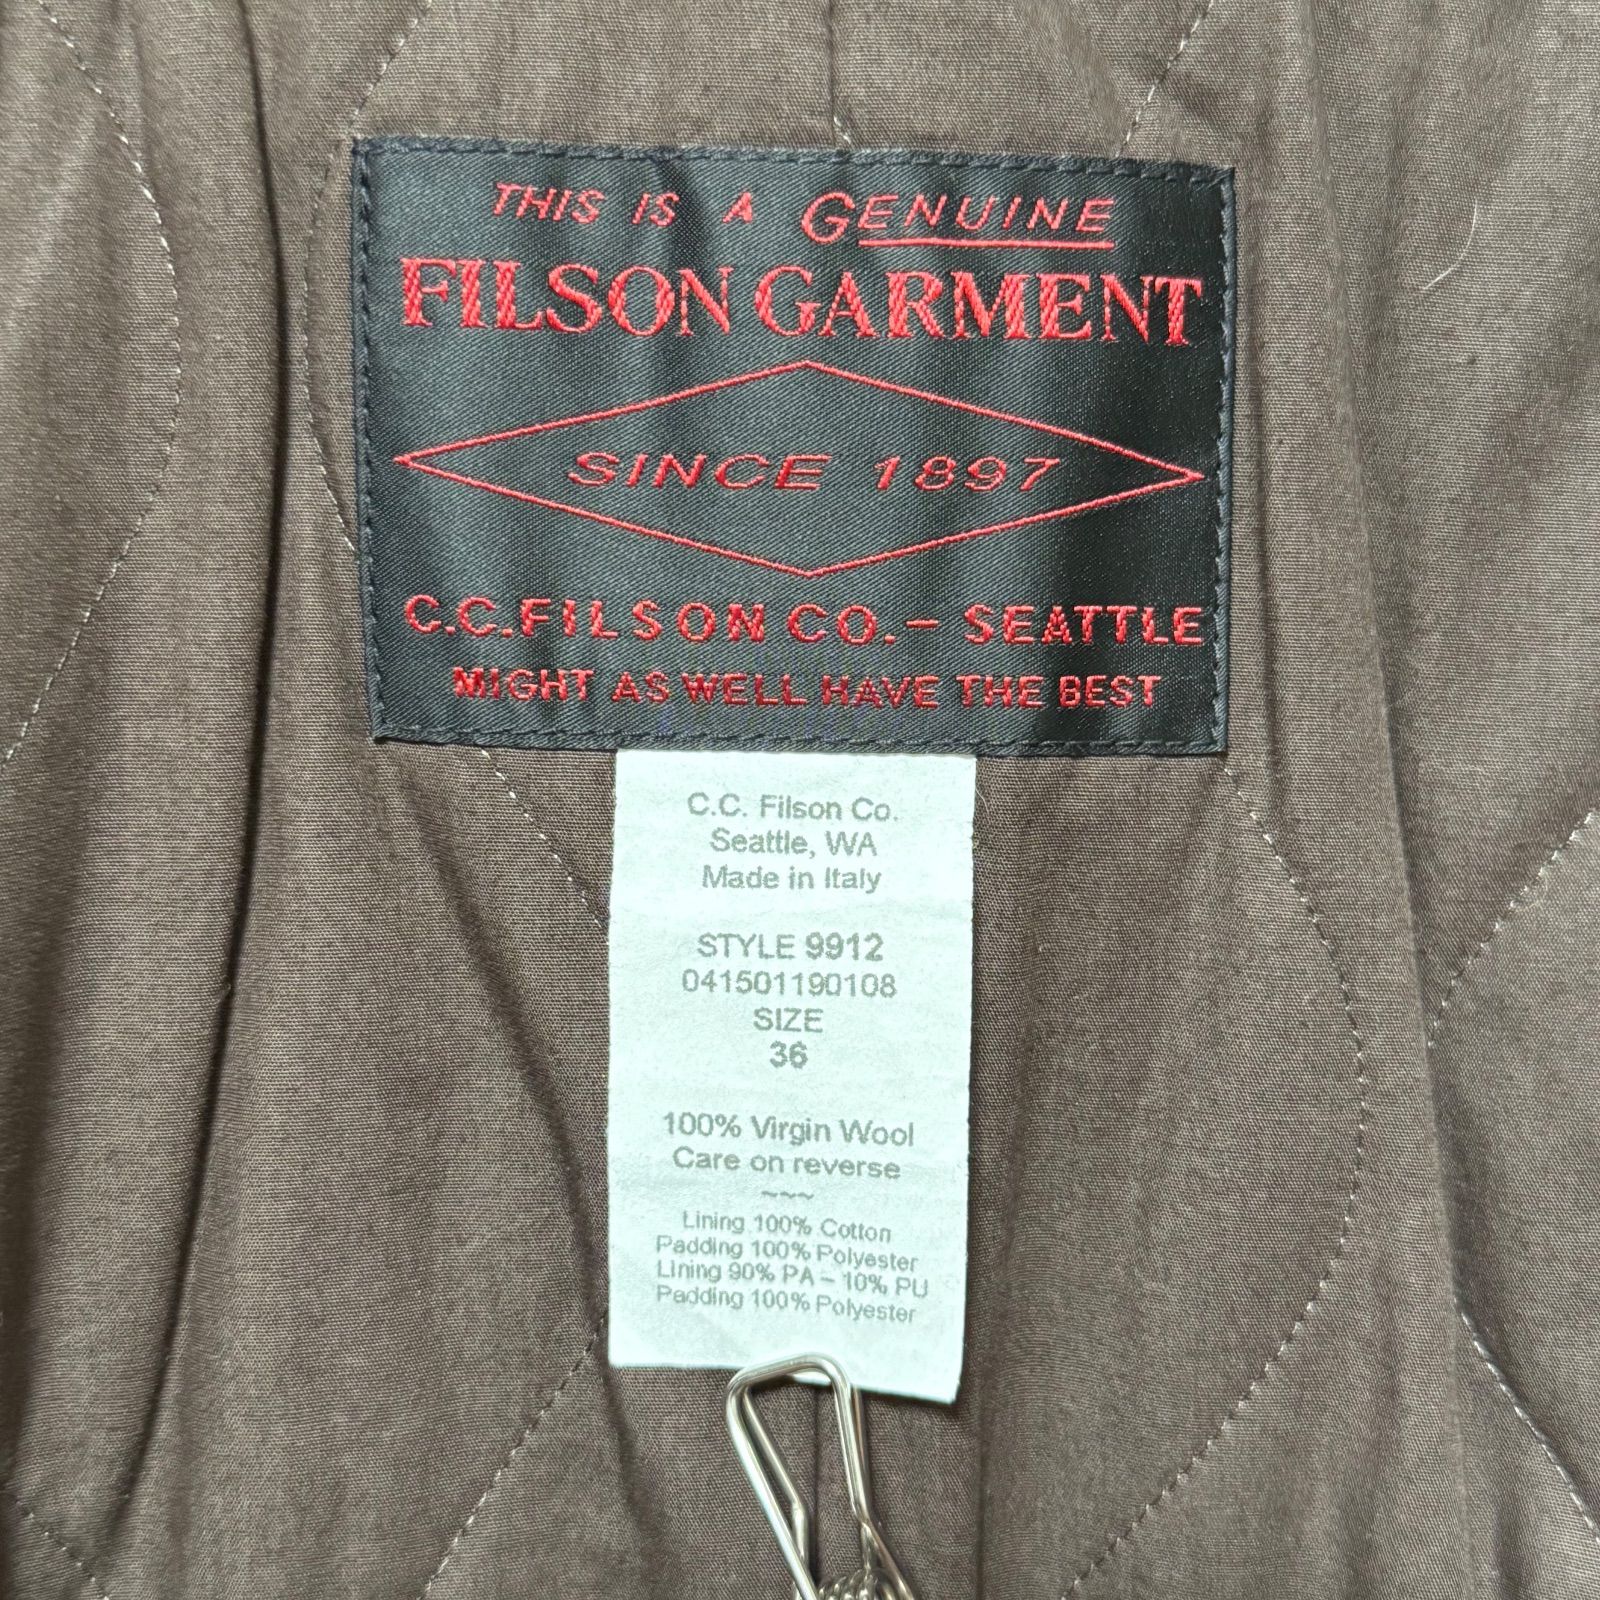 THIS IS A GENUINE
FILSON GARMENT
SINCE 1897
C.C.FILSON CO.– SEATTLE
MIGHT AS WELL HAVE THE BEST
C.C. Filson Co.
Seattle, WA
Made in Italy
STYLE 9912
041501190108
SIZE
36
100% Virgin Wool
Care on reverse
~~~
Lining 100% Cotton
Padding 100% Polyester
Lining 90% PA – 10% PU
Padding 100% Polyester